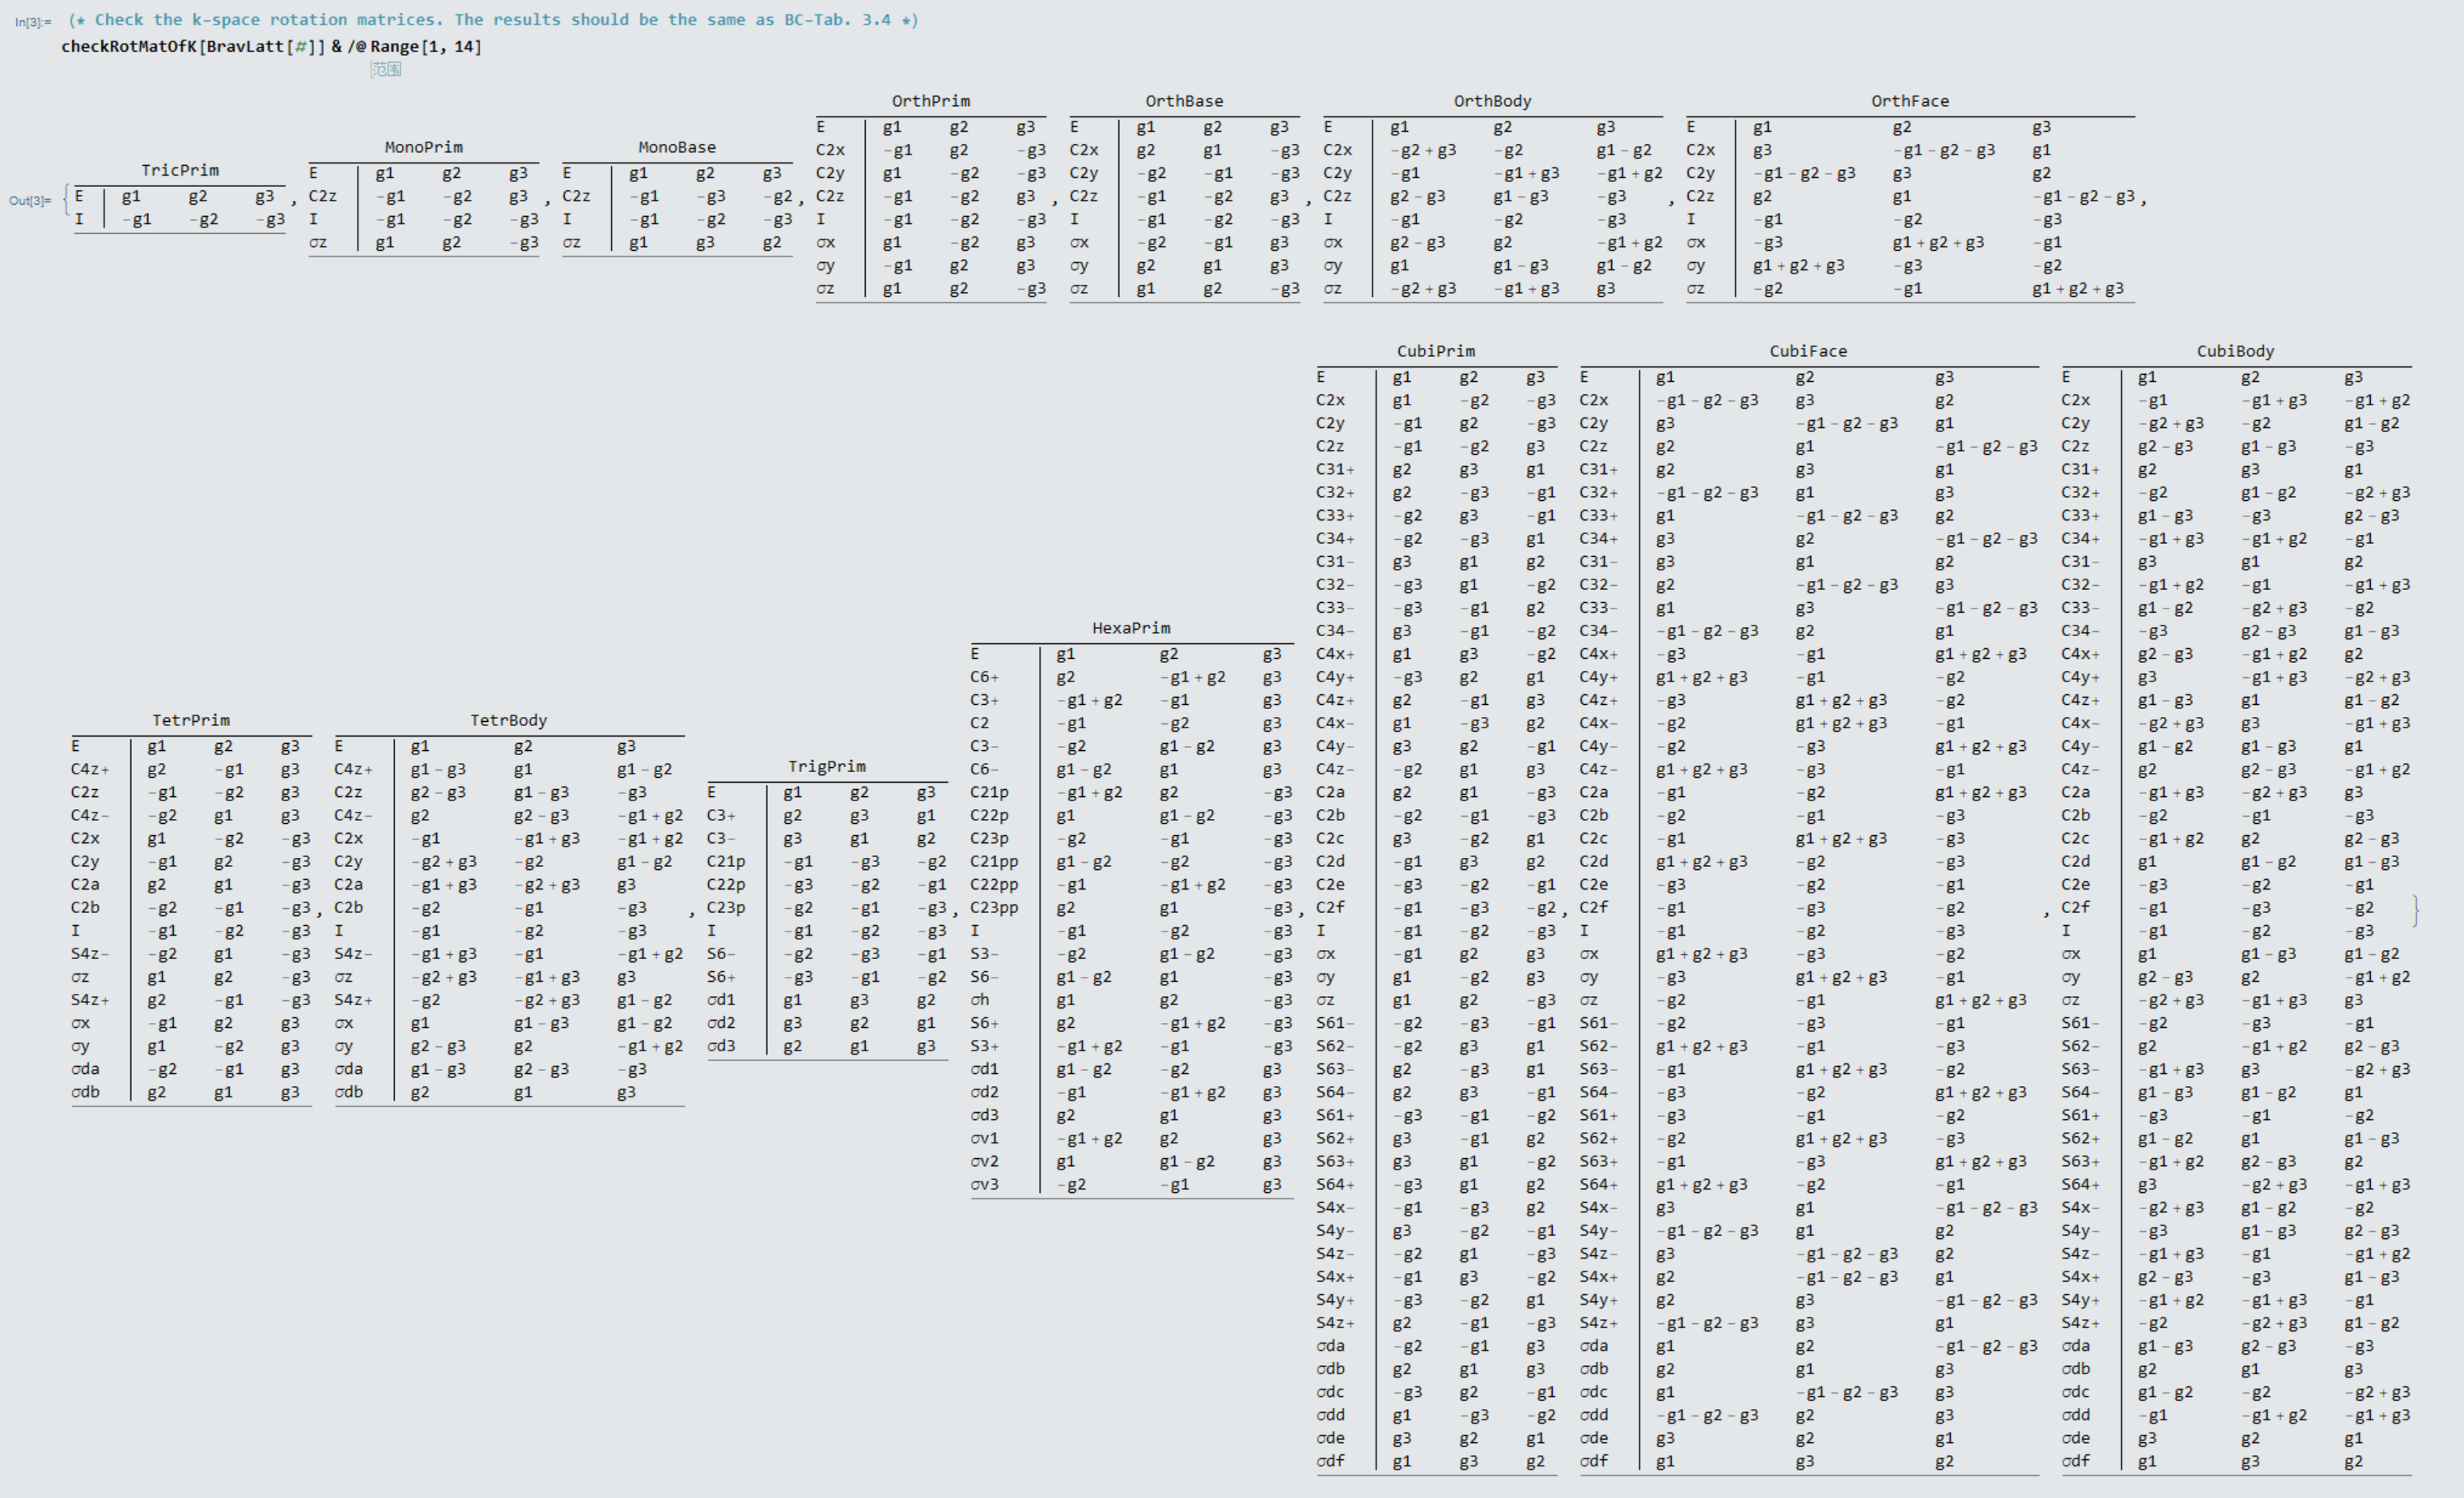 In[3]:= (* Check the k-space rotation matrices. The results should be the same as BC-Tab. 3.4 *)
checkRotMatOfK[BravLatt[#]] & /@ Range[1, 14]
范围
Out[3]= {
TricPrim
E g1 g2 g3
I -g1 -g2 -g3
,
MonoPrim
E g1 g2 g3
C2z -g1 -g2 g3
I -g1 -g2 -g3
σz g1 g2 -g3
,
MonoBase
E g1 g2 g3
C2z -g1 -g3 -g2
I -g1 -g2 -g3
σz g1 g3 g2
,
OrthPrim
E g1 g2 g3
C2x -g1 g2 -g3
C2y g1 -g2 -g3
C2z -g1 -g2 g3
I -g1 -g2 -g3
σx g1 -g2 g3
σy -g1 g2 g3
σz g1 g2 -g3
,
OrthBase
E g1 g2 g3
C2x g2 g1 -g3
C2y -g2 -g1 -g3
C2z -g1 -g2 g3
I -g1 -g2 -g3
σx -g2 -g1 g3
σy g2 g1 g3
σz g1 g2 -g3
,
OrthBody
E g1 g2 g3
C2x -g2 + g3 -g2 g1 - g2
C2y -g1 -g1 + g3 -g1 + g2
C2z g2 - g3 g1 - g3 -g3
I -g1 -g2 -g3
σx g2 - g3 g2 -g1 + g2
σy g1 g1 - g3 g1 - g2
σz -g2 + g3 -g1 + g3 g3
,
OrthFace
E g1 g2 g3
C2x g3 -g1 - g2 - g3 g1
C2y -g1 - g2 - g3 g3 g2
C2z g2 g1 -g1 - g2 - g3
I -g1 -g2 -g3
σx -g3 g1 + g2 + g3 -g1
σy g1 + g2 + g3 -g3 -g2
σz -g2 -g1 g1 + g2 + g3
,
TetrPrim
E g1 g2 g3
C4z+ g2 -g1 g3
C2z -g1 -g2 g3
C4z- -g2 g1 g3
C2x g1 -g2 -g3
C2y -g1 g2 -g3
C2a g2 g1 -g3
C2b -g2 -g1 -g3
I -g1 -g2 -g3
S4z- -g2 g1 -g3
σz g1 g2 -g3
S4z+ g2 -g1 -g3
σx -g1 g2 g3
σy g1 -g2 g3
σda -g2 -g1 g3
σdb g2 g1 g3
,
TetrBody
E g1 g2 g3
C4z+ g1 - g3 g1 g1 - g2
C2z g2 - g3 g1 - g3 -g3
C4z- g2 g2 - g3 -g1 + g2
C2x -g1 -g1 + g3 -g1 + g2
C2y -g2 + g3 -g2 g1 - g2
C2a -g1 + g3 -g2 + g3 g3
C2b -g2 -g1 -g3
I -g1 -g2 -g3
S4z- -g1 + g3 -g1 -g1 + g2
σz -g2 + g3 -g1 + g3 g3
S4z+ -g2 -g2 + g3 g1 - g2
σx g1 g1 - g3 g1 - g2
σy g2 - g3 g2 -g1 + g2
σda g1 - g3 g2 - g3 -g3
σdb g2 g1 g3
,
TrigPrim
E g1 g2 g3
C3+ g2 g3 g1
C3- g3 g1 g2
C21p -g1 -g3 -g2
C22p -g3 -g2 -g1
C23p -g2 -g1 -g3
I -g1 -g2 -g3
S6- -g2 -g3 -g1
S6+ -g3 -g1 -g2
σd1 g1 g3 g2
σd2 g3 g2 g1
σd3 g2 g1 g3
,
HexaPrim
E g1 g2 g3
C6+ g2 -g1 + g2 g3
C3+ -g1 + g2 -g1 g3
C2 -g1 -g2 g3
C3- -g2 g1 - g2 g3
C6- g1 - g2 g1 g3
C21p -g1 + g2 g2 -g3
C22p g1 g1 - g2 -g3
C23p -g2 -g1 -g3
C21pp g1 - g2 -g2 -g3
C22pp -g1 -g1 + g2 -g3
C23pp g2 g1 -g3
I -g1 -g2 -g3
S3- -g2 g1 - g2 -g3
S6- g1 - g2 g1 -g3
σh g1 g2 -g3
S6+ g2 -g1 + g2 -g3
S3+ -g1 + g2 -g1 -g3
σd1 g1 - g2 -g2 g3
σd2 -g1 -g1 + g2 g3
σd3 g2 g1 g3
σv1 -g1 + g2 g2 g3
σv2 g1 g1 - g2 g3
σv3 -g2 -g1 g3
,
CubiPrim
E g1 g2 g3
C2x g1 -g2 -g3
C2y -g1 g2 -g3
C2z -g1 -g2 g3
C31+ g2 g3 g1
C32+ g2 -g3 -g1
C33+ -g2 g3 -g1
C34+ -g2 -g3 g1
C31- g3 g1 g2
C32- -g3 g1 -g2
C33- -g3 -g1 g2
C34- g3 -g1 -g2
C4x+ g1 g3 -g2
C4y+ -g3 g2 g1
C4z+ g2 -g1 g3
C4x- g1 -g3 g2
C4y- g3 g2 -g1
C4z- -g2 g1 g3
C2a g2 g1 -g3
C2b -g2 -g1 -g3
C2c g3 -g2 g1
C2d -g1 g3 g2
C2e -g3 -g2 -g1
C2f -g1 -g3 -g2
I -g1 -g2 -g3
σx -g1 g2 g3
σy g1 -g2 g3
σz g1 g2 -g3
S61- -g2 -g3 -g1
S62- -g2 g3 g1
S63- g2 -g3 g1
S64- g2 g3 -g1
S61+ -g3 -g1 -g2
S62+ g3 -g1 g2
S63+ g3 g1 -g2
S64+ -g3 g1 g2
S4x- -g1 -g3 g2
S4y- g3 -g2 -g1
S4z- -g2 g1 -g3
S4x+ -g1 g3 -g2
S4y+ -g3 -g2 g1
S4z+ g2 -g1 -g3
σda -g2 -g1 g3
σdb g2 g1 g3
σdc -g3 g2 -g1
σdd g1 -g3 -g2
σde g3 g2 g1
σdf g1 g3 g2
,
CubiFace
E g1 g2 g3
C2x -g1 - g2 - g3 g3 g2
C2y g3 -g1 - g2 - g3 g1
C2z g2 g1 -g1 - g2 - g3
C31+ g2 g3 g1
C32+ -g1 - g2 - g3 g1 g3
C33+ g1 -g1 - g2 - g3 g2
C34+ g3 g2 -g1 - g2 - g3
C31- g3 g1 g2
C32- g2 -g1 - g2 - g3 g3
C33- g1 g3 -g1 - g2 - g3
C34- -g1 - g2 - g3 g2 g1
C4x+ -g3 -g1 g1 + g2 + g3
C4y+ g1 + g2 + g3 -g1 -g2
C4z+ -g3 g1 + g2 + g3 -g2
C4x- -g2 g1 + g2 + g3 -g1
C4y- -g2 -g3 g1 + g2 + g3
C4z- g1 + g2 + g3 -g3 -g1
C2a -g1 -g2 g1 + g2 + g3
C2b -g2 -g1 -g3
C2c -g1 g1 + g2 + g3 -g3
C2d g1 + g2 + g3 -g2 -g3
C2e -g3 -g2 -g1
C2f -g1 -g3 -g2
I -g1 -g2 -g3
σx g1 + g2 + g3 -g3 -g2
σy -g3 g1 + g2 + g3 -g1
σz -g2 -g1 g1 + g2 + g3
S61- -g2 -g3 -g1
S62- g1 + g2 + g3 -g1 -g3
S63- -g1 g1 + g2 + g3 -g2
S64- -g3 -g2 g1 + g2 + g3
S61+ -g3 -g1 -g2
S62+ -g2 g1 + g2 + g3 -g3
S63+ -g1 -g3 g1 + g2 + g3
S64+ g1 + g2 + g3 -g2 -g1
S4x- g3 g1 -g1 - g2 - g3
S4y- -g1 - g2 - g3 g1 g2
S4z- g3 -g1 - g2 - g3 g2
S4x+ g2 -g1 - g2 - g3 g1
S4y+ g2 g3 -g1 - g2 - g3
S4z+ -g1 - g2 - g3 g3 g1
σda g1 g2 -g1 - g2 - g3
σdb g2 g1 g3
σdc g1 -g1 - g2 - g3 g3
σdd -g1 - g2 - g3 g2 g3
σde g3 g2 g1
σdf g1 g3 g2
,
CubiBody
E g1 g2 g3
C2x -g1 -g1 + g3 -g1 + g2
C2y -g2 + g3 -g2 g1 - g2
C2z g2 - g3 g1 - g3 -g3
C31+ g2 g3 g1
C32+ -g2 g1 - g2 -g2 + g3
C33+ g1 - g3 -g3 g2 - g3
C34+ -g1 + g3 -g1 + g2 -g1
C31- g3 g1 g2
C32- -g1 + g2 -g1 -g1 + g3
C33- g1 - g2 -g2 + g3 -g2
C34- -g3 g2 - g3 g1 - g3
C4x+ g2 - g3 -g1 + g2 g2
C4y+ g3 -g1 + g3 -g2 + g3
C4z+ g1 - g3 g1 g1 - g2
C4x- -g2 + g3 g3 -g1 + g3
C4y- g1 - g2 g1 - g3 g1
C4z- g2 g2 - g3 -g1 + g2
C2a -g1 + g3 -g2 + g3 g3
C2b -g2 -g1 -g3
C2c -g1 + g2 g2 g2 - g3
C2d g1 g1 - g2 g1 - g3
C2e -g3 -g2 -g1
C2f -g1 -g3 -g2
I -g1 -g2 -g3
σx g1 g1 - g3 g1 - g2
σy g2 - g3 g2 -g1 + g2
σz -g2 + g3 -g1 + g3 g3
S61- -g2 -g3 -g1
S62- g2 -g1 + g2 g2 - g3
S63- -g1 + g3 g3 -g2 + g3
S64- g1 - g3 g1 - g2 g1
S61+ -g3 -g1 -g2
S62+ g1 - g2 g1 g1 - g3
S63+ -g1 + g2 g2 - g3 g2
S64+ g3 -g2 + g3 -g1 + g3
S4x- -g2 + g3 g1 - g2 -g2
S4y- -g3 g1 - g3 g2 - g3
S4z- -g1 + g3 -g1 -g1 + g2
S4x+ g2 - g3 -g3 g1 - g3
S4y+ -g1 + g2 -g1 + g3 -g1
S4z+ -g2 -g2 + g3 g1 - g2
σda g1 - g3 g2 - g3 -g3
σdb g2 g1 g3
σdc g1 - g2 -g2 -g2 + g3
σdd -g1 -g1 + g2 -g1 + g3
σde g3 g2 g1
σdf g1 g3 g2
}